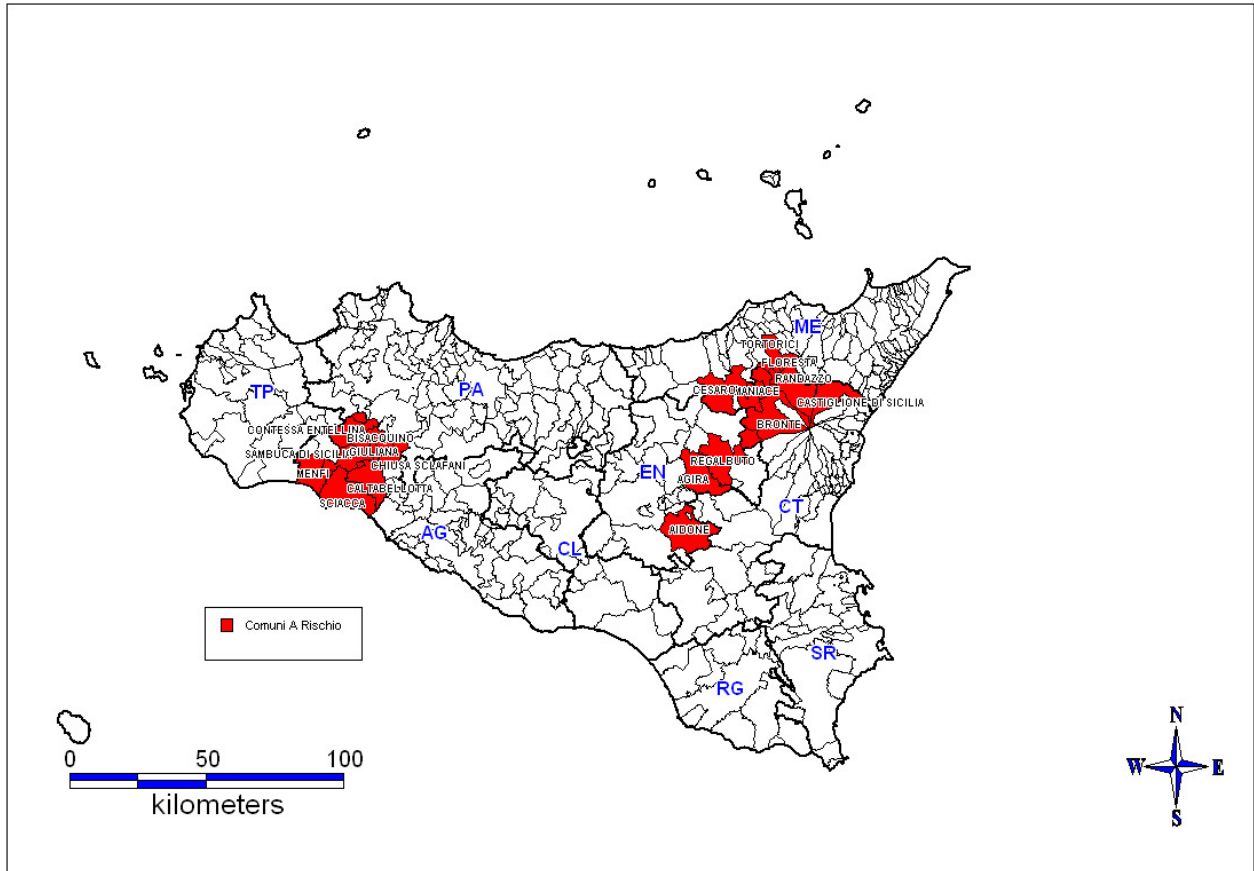 ME
TORTORICI
FLORESTA
RANDAZZO
CESARO
MANIACE
CASTIGLIONE DI SICILIA
BRONTE
TP
PA
CONTESSA ENTELLINA
BISACQUINO
SAMBUCA DI SICILI
GIULIANA
CHIUSA SCLAFANI
MENFI
CALTABELLOTTA
SCIACCA
EN
REGALBUTO
AGIRA
CT
AIDONE
AG
CL
SR
RG
Comuni A Rischio
0 50 100
kilometers
N
W E
S